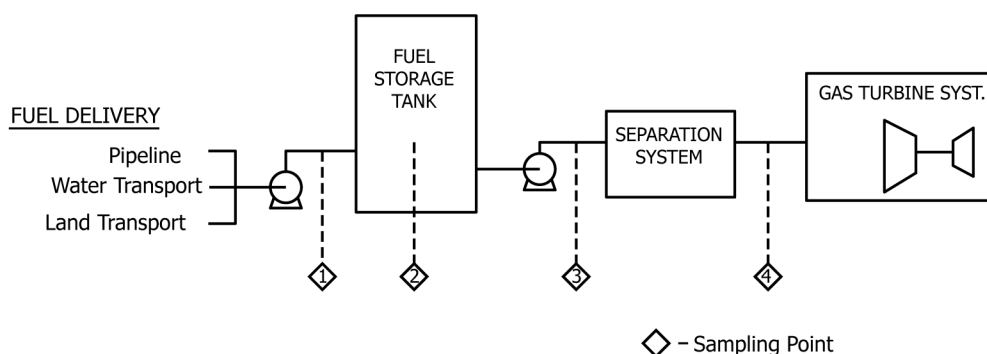 FUEL DELIVERY
Pipeline
Water Transport
Land Transport
FUEL
STORAGE
TANK
SEPARATION
SYSTEM
GAS TURBINE SYST.
1
2
3
4
– Sampling Point